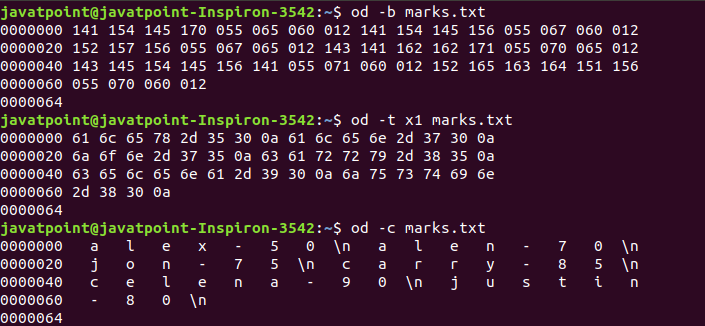 javatpoint@javatpoint-Inspiron-3542:~$ od -b marks.txt
0000000 141 154 145 170 055 065 060 012 141 154 145 156 055 067 060 012
0000020 152 157 156 055 067 065 012 143 141 162 162 171 055 070 065 012
0000040 143 145 154 145 156 141 055 071 060 012 152 165 163 164 151 156
0000060 055 070 060 012
0000064
javatpoint@javatpoint-Inspiron-3542:~$ od -t x1 marks.txt
0000000 61 6c 65 78 2d 35 30 0a 61 6c 65 6e 2d 37 30 0a
0000020 6a 6f 6e 2d 37 35 0a 63 61 72 72 79 2d 38 35 0a
0000040 63 65 6c 65 6e 61 2d 39 30 0a 6a 75 73 74 69 6e
0000060 2d 38 30 0a
0000064
javatpoint@javatpoint-Inspiron-3542:~$ od -c marks.txt
0000000 a l e x - 5 0 \n a l e n - 7 0 \n
0000020 j o n - 7 5 \n c a r r y - 8 5 \n
0000040 c e l e n a - 9 0 \n j u s t i n
0000060 - 8 0 \n
0000064